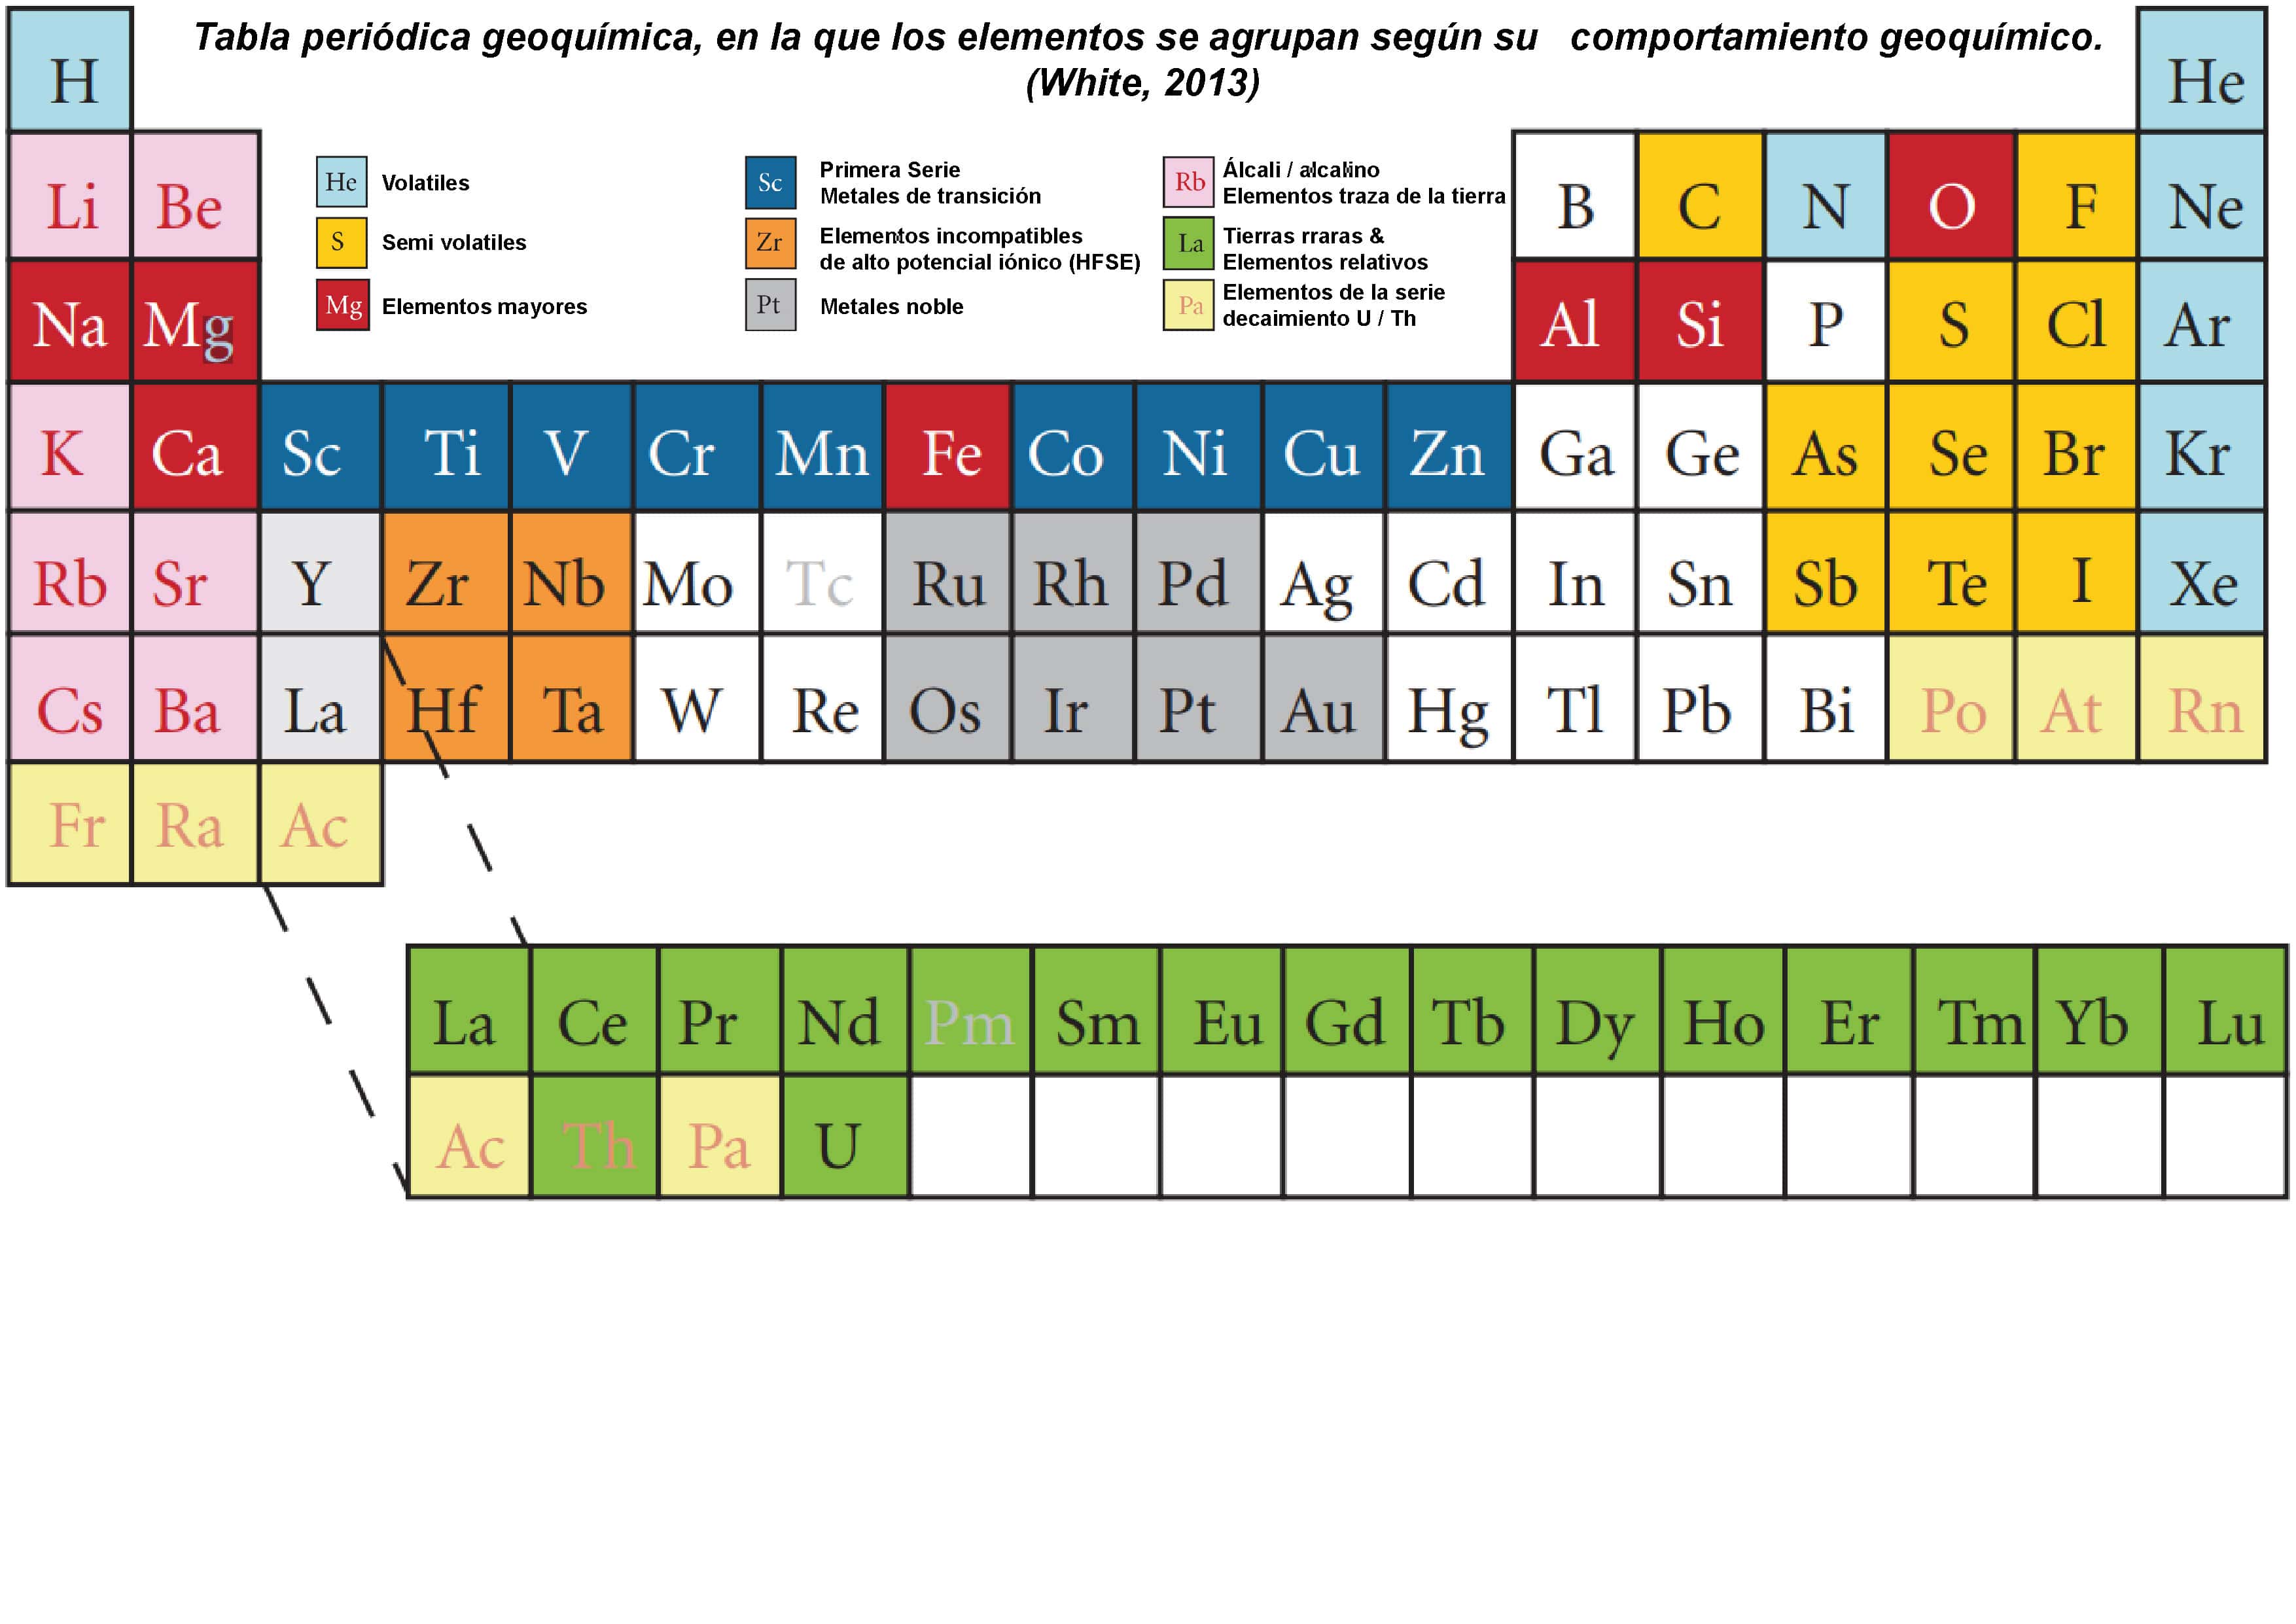 Tabla periódica geoquímica, en la que los elementos se agrupan según su comportamiento geoquímico.
(White, 2013)
H He
He Volatiles
S Semi volatiles
Mg Elementos mayores
Sc Primera Serie
Metales de transición
Zr Elementos incompatibles
de alto potencial iónico (HFSE)
Pt Metales noble
Rb Álcali / alcalino
Elementos traza de la tierra
La Tierras rraras &
Elementos relativos
Pa Elementos de la serie
decaimiento U / Th
Li Be B C N O F Ne
Na Mg Al Si P S Cl Ar
K Ca Sc Ti V Cr Mn Fe Co Ni Cu Zn Ga Ge As Se Br Kr
Rb Sr Y Zr Nb Mo Tc Ru Rh Pd Ag Cd In Sn Sb Te I Xe
Cs Ba La Hf Ta W Re Os Ir Pt Au Hg Tl Pb Bi Po At Rn
Fr Ra Ac
La Ce Pr Nd Pm Sm Eu Gd Tb Dy Ho Er Tm Yb Lu
Ac Th Pa U